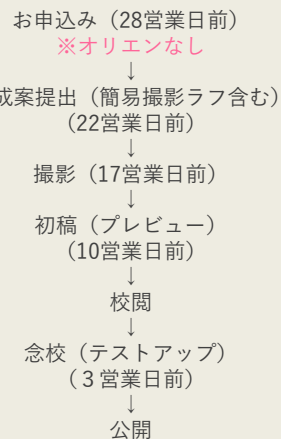 お申込み（28営業日前）
※オリエンなし
↓
成案提出（簡易撮影ラフ含む）
（22営業日前）
↓
撮影（17営業日前）
↓
初稿（プレビュー）
（10営業日前）
↓
校閲
↓
念校（テストアップ）
（３営業日前）
↓
公開